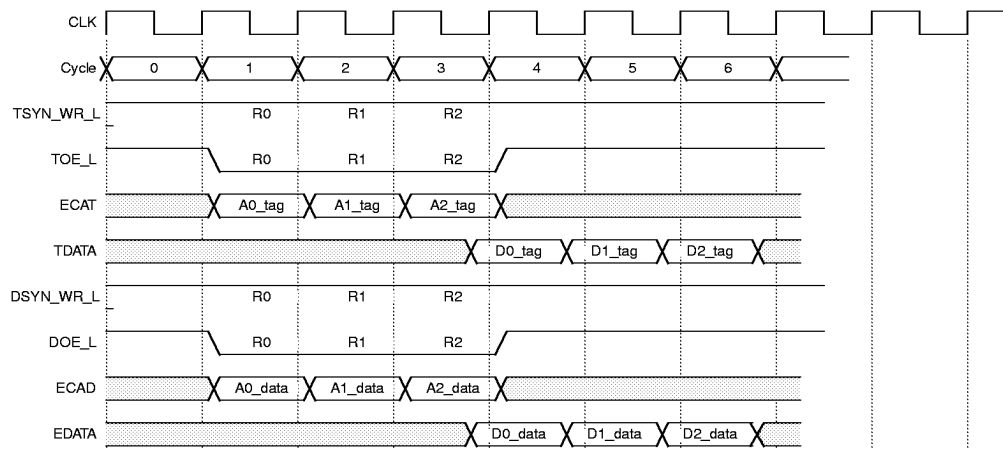 CLK
Cycle 0 1 2 3 4 5 6
TSYN_WR_L R0 R1 R2
TOE_L R0 R1 R2
ECAT A0_tag A1_tag A2_tag
TDATA D0_tag D1_tag D2_tag
DSYN_WR_L R0 R1 R2
DOE_L R0 R1 R2
ECAD A0_data A1_data A2_data
EDATA D0_data D1_data D2_data